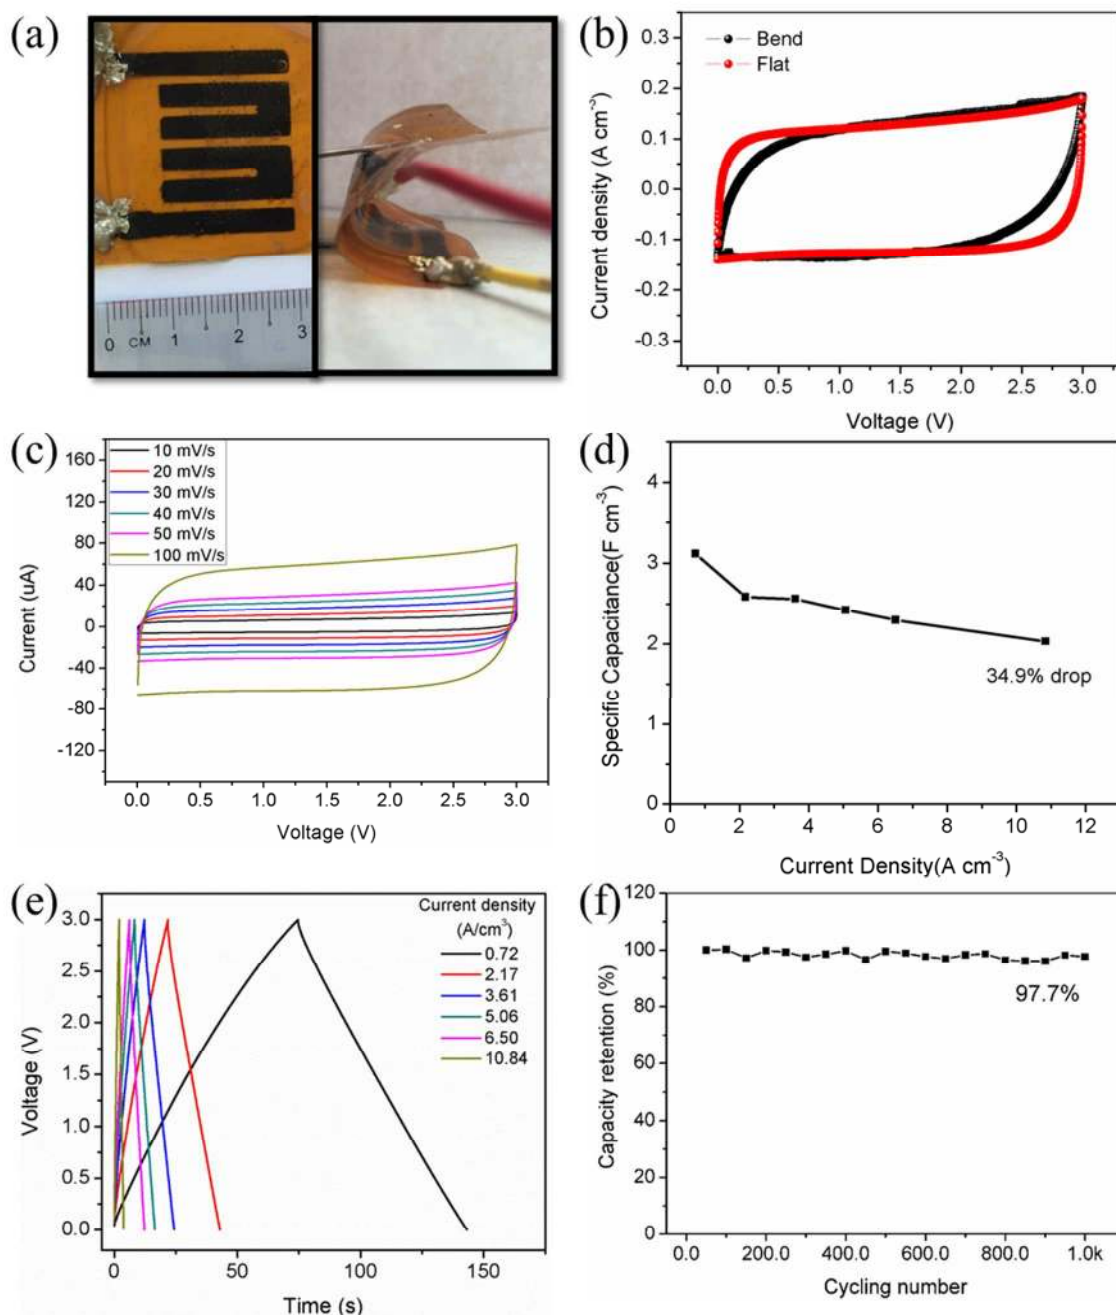 (a)
0 CM 1 2 3
(b)
Bend
Flat
Current density (A cm⁻³)
0.3
0.2
0.1
0.0
-0.1
-0.2
-0.3
0.0 0.5 1.0 1.5 2.0 2.5 3.0
Voltage (V)
(c)
10 mV/s
20 mV/s
30 mV/s
40 mV/s
50 mV/s
100 mV/s
Current (uA)
160
120
80
40
0
-40
-80
-120
0.0 0.5 1.0 1.5 2.0 2.5 3.0
Voltage (V)
(d)
Specific Capacitance(F cm⁻³)
4
3
2
1
0
34.9% drop
0 2 4 6 8 10 12
Current Density(A cm⁻³)
(e)
Current density
(A/cm³)
0.72
2.17
3.61
5.06
6.50
10.84
Voltage (V)
3.0
2.5
2.0
1.5
1.0
0.5
0.0
0 50 100 150
Time (s)
(f)
Capacity retention (%)
120
100
80
60
40
20
0
97.7%
0.0 200.0 400.0 600.0 800.0 1.0k
Cycling number